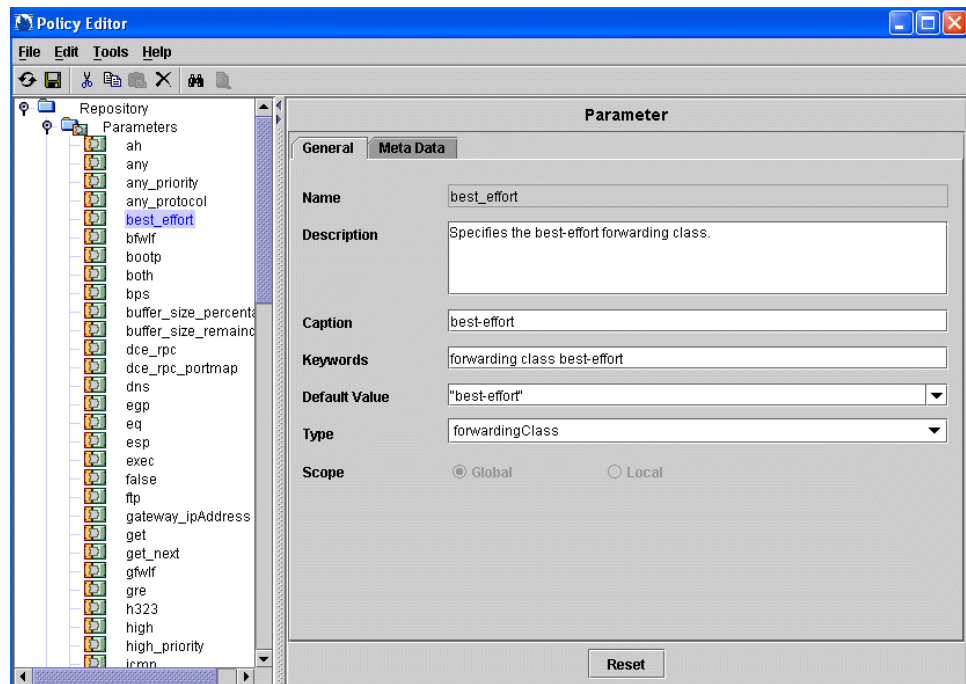 Policy Editor
File Edit Tools Help
Repository
Parameters
ah
any
any_priority
any_protocol
best_effort
bfwlf
bootp
both
bps
buffer_size_percenta
buffer_size_remainc
dce_rpc
dce_rpc_portmap
dns
egp
eq
esp
exec
false
ftp
gateway_ipAddress
get
get_next
gfwlf
gre
h323
high
high_priority
icmp
Parameter
General Meta Data
Name best_effort
Description Specifies the best-effort forwarding class.
Caption best-effort
Keywords forwarding class best-effort
Default Value "best-effort"
Type forwardingClass
Scope Global Local
Reset